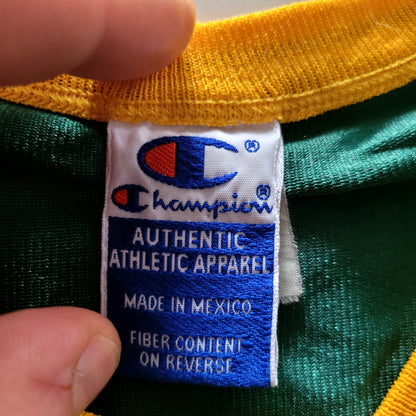 ®
Champion®
AUTHENTIC
ATHLETIC APPAREL
MADE IN MEXICO
FIBER CONTENT
ON REVERSE